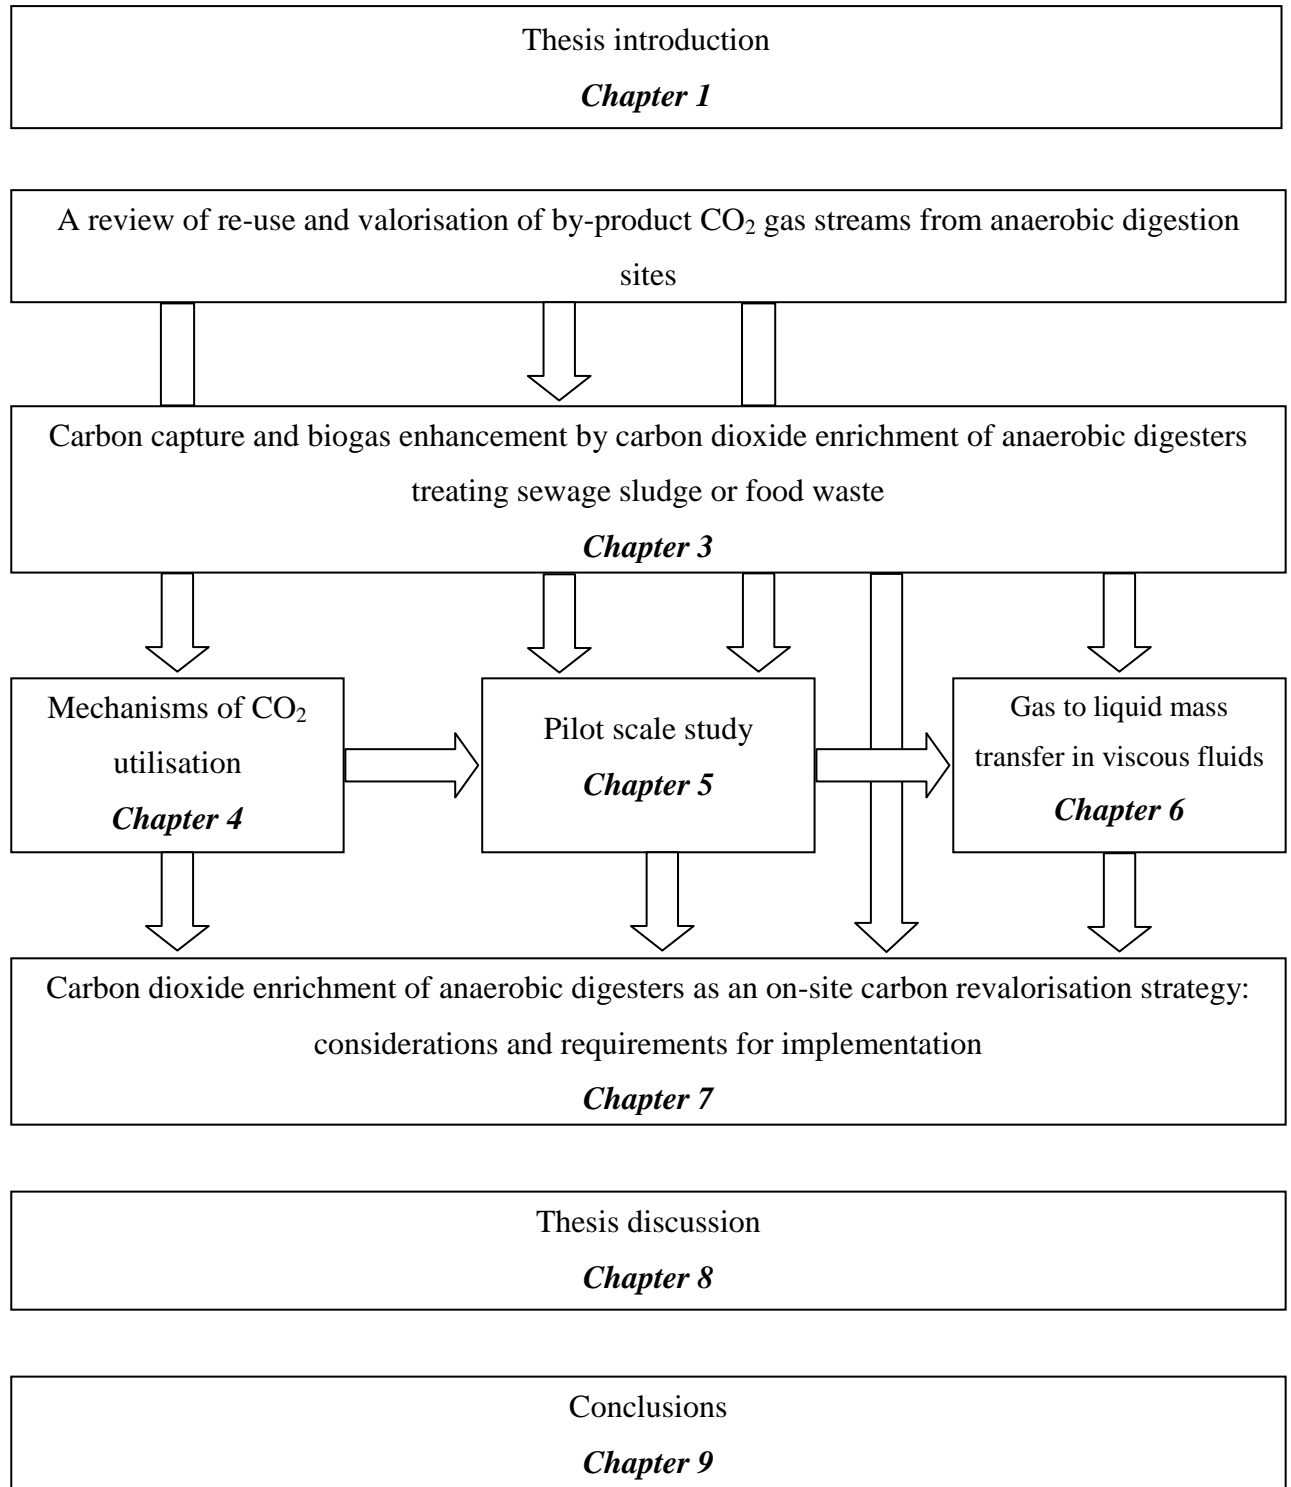 Thesis introduction
Chapter 1
A review of re-use and valorisation of by-product CO₂ gas streams from anaerobic digestion
sites
Carbon capture and biogas enhancement by carbon dioxide enrichment of anaerobic digesters
treating sewage sludge or food waste
Chapter 3
Mechanisms of CO₂
utilisation
Chapter 4
Pilot scale study
Chapter 5
Gas to liquid mass
transfer in viscous fluids
Chapter 6
Carbon dioxide enrichment of anaerobic digesters as an on-site carbon revalorisation strategy:
considerations and requirements for implementation
Chapter 7
Thesis discussion
Chapter 8
Conclusions
Chapter 9